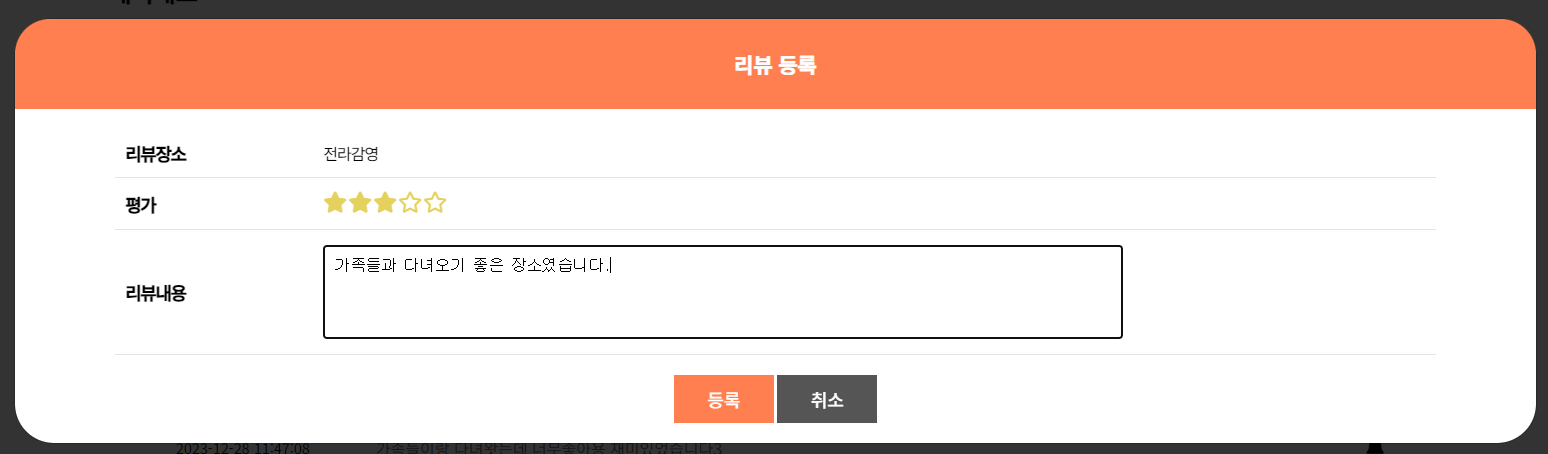 리뷰 등록
리뷰장소 전라감영
평가
리뷰내용 가족들과 다녀오기 좋은 장소였습니다.
등록 취소
2023-12-28 11:47:08